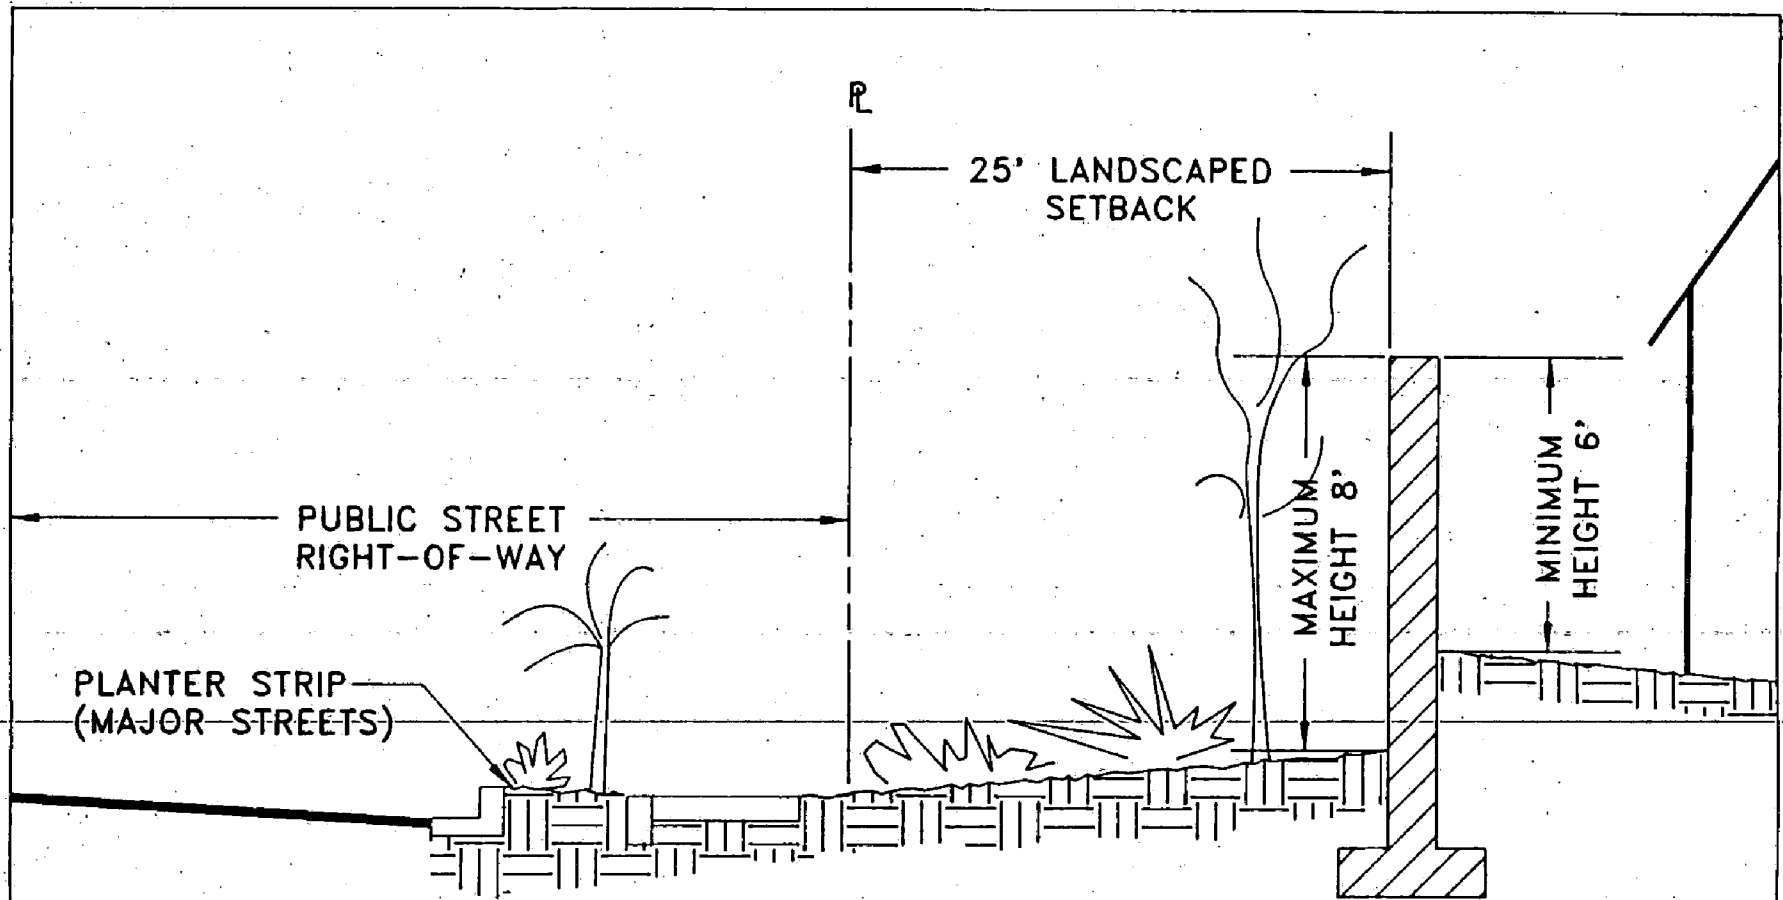 PL
25' LANDSCAPED
SETBACK
PUBLIC STREET
RIGHT-OF-WAY
MAXIMUM
HEIGHT 8'
MINIMUM
HEIGHT 6'
PLANTER STRIP
(MAJOR STREETS)